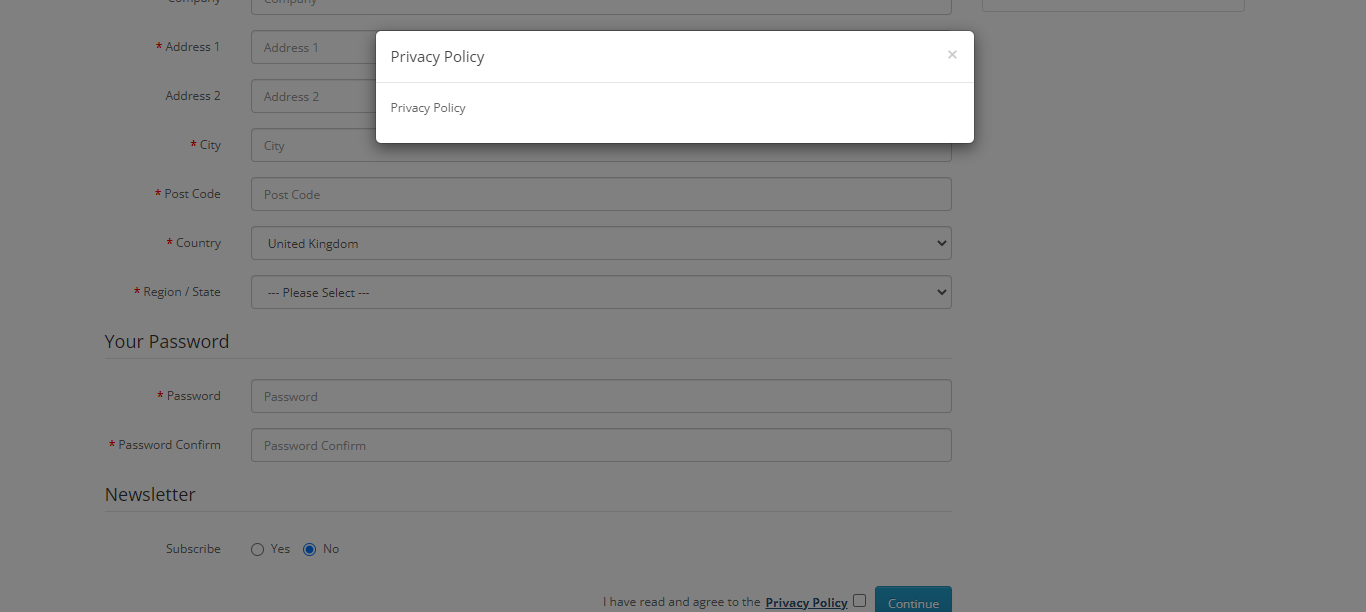 Company Company
* Address 1 Address 1
Privacy Policy ×
Address 2 Address 2
Privacy Policy
* City City
* Post Code Post Code
* Country United Kingdom
* Region / State --- Please Select ---
Your Password
* Password Password
* Password Confirm Password Confirm
Newsletter
Subscribe Yes No
I have read and agree to the Privacy Policy Continue